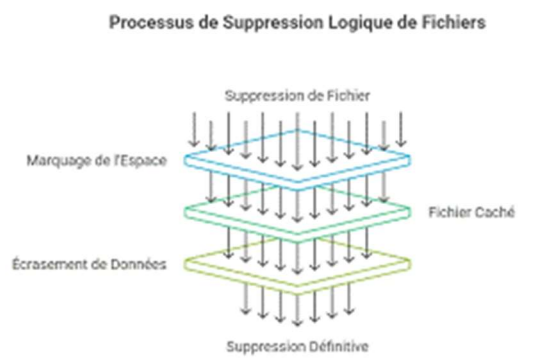 Processus de Suppression Logique de Fichiers
Suppression de Fichier
Marquage de l'Espace
Fichier Caché
Écrasement de Données
Suppression Définitive